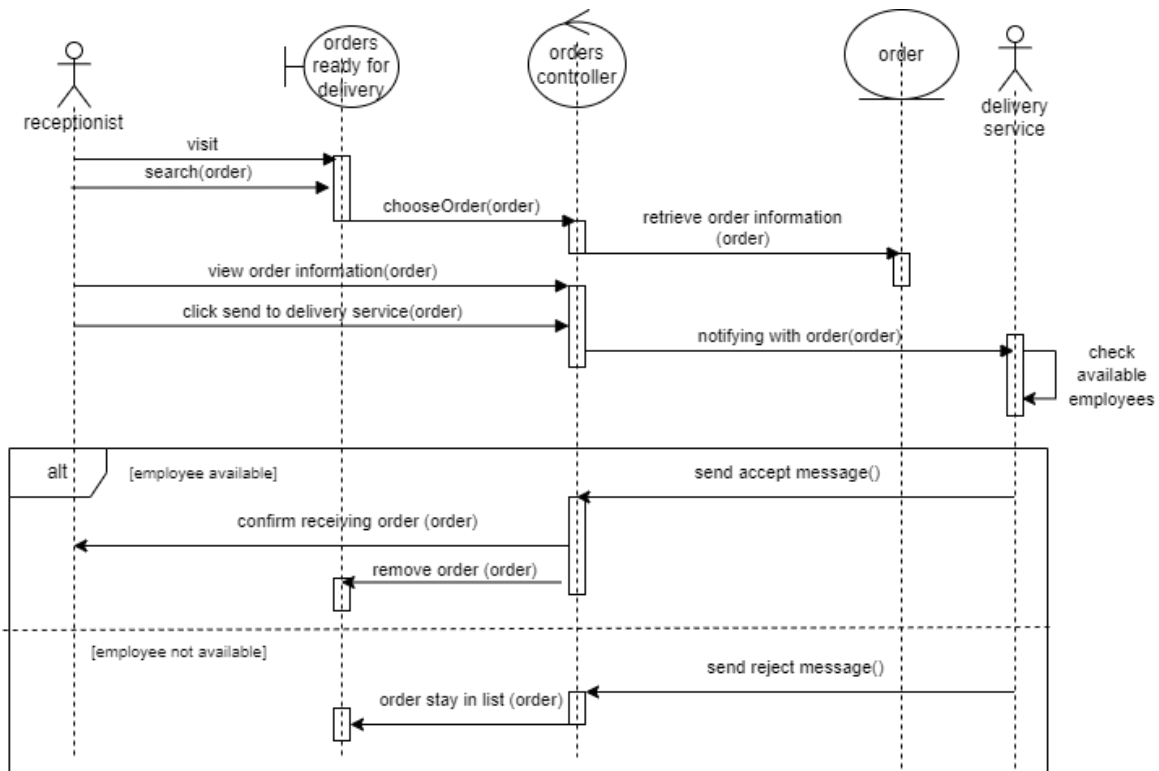 orders
ready for
delivery
orders
controller
order
receptionist
delivery
service
visit
search(order)
chooseOrder(order)
retrieve order information
(order)
view order information(order)
click send to delivery service(order)
notifying with order(order)
check
available
employees
alt
[employee available]
send accept message()
confirm receiving order (order)
remove order (order)
[employee not available]
send reject message()
order stay in list (order)